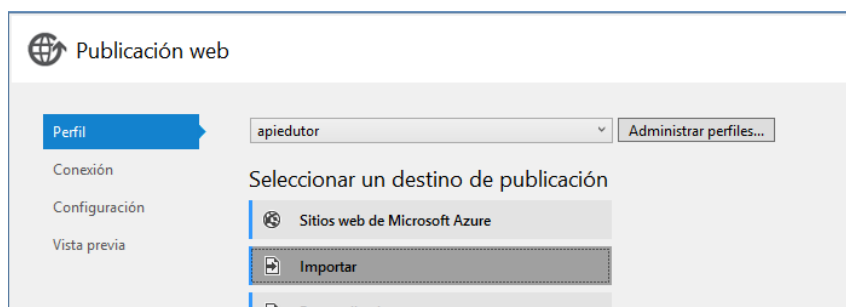 Publicación web
Perfil
apiedutor
Administrar perfiles...
Conexión
Seleccionar un destino de publicación
Configuración
Sitios web de Microsoft Azure
Vista previa
Importar